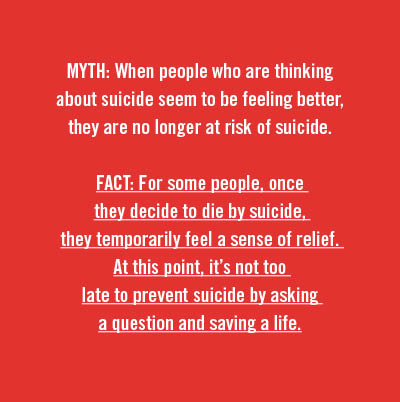 MYTH: When people who are thinking
about suicide seem to be feeling better,
they are no longer at risk of suicide.
FACT: For some people, once
they decide to die by suicide,
they temporarily feel a sense of relief.
At this point, it's not too
late to prevent suicide by asking
a question and saving a life.